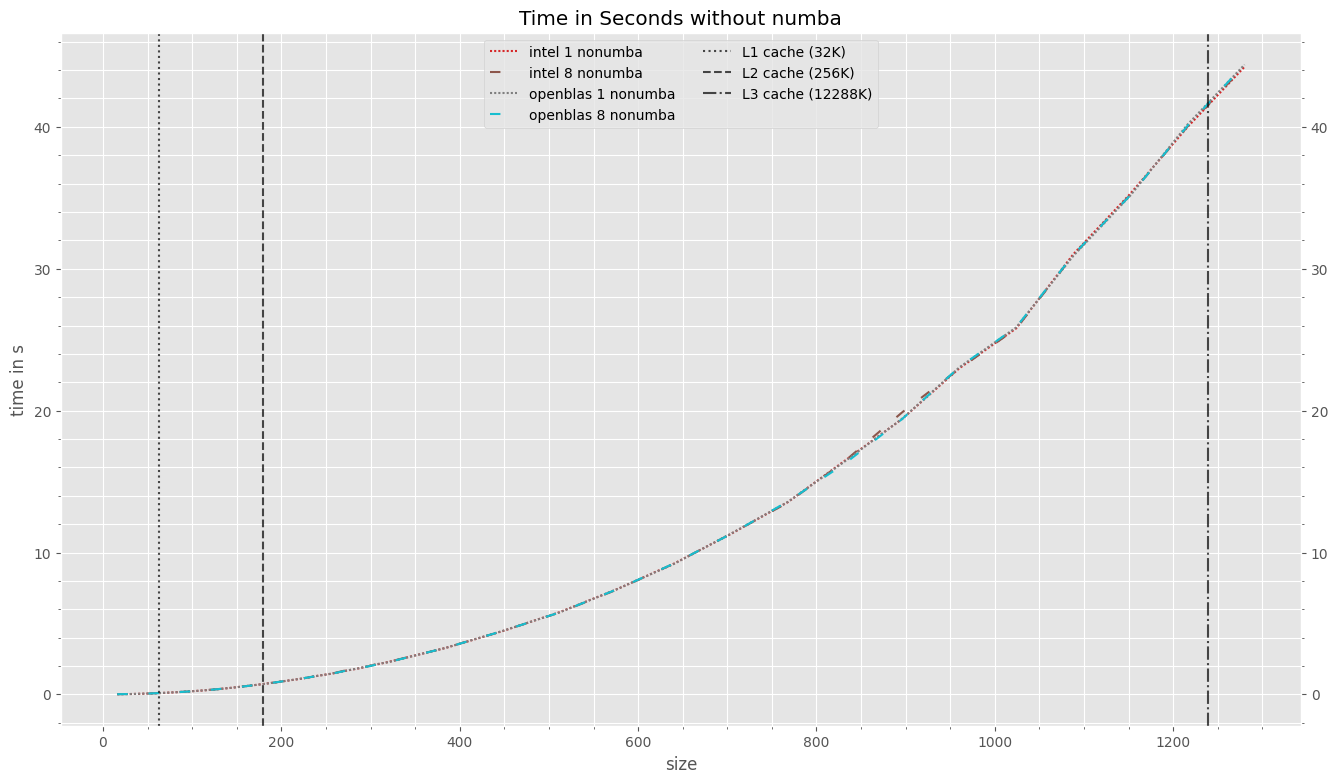 Time in Seconds without numba
intel 1 nonumba
intel 8 nonumba
openblas 1 nonumba
openblas 8 nonumba
L1 cache (32K)
L2 cache (256K)
L3 cache (12288K)
time in s
40
30
20
10
0
40
30
20
10
0
0 200 400 600 800 1000 1200
size